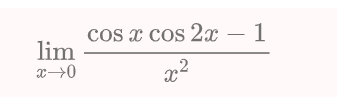 lim x→0 (cos x cos 2x − 1) / x²